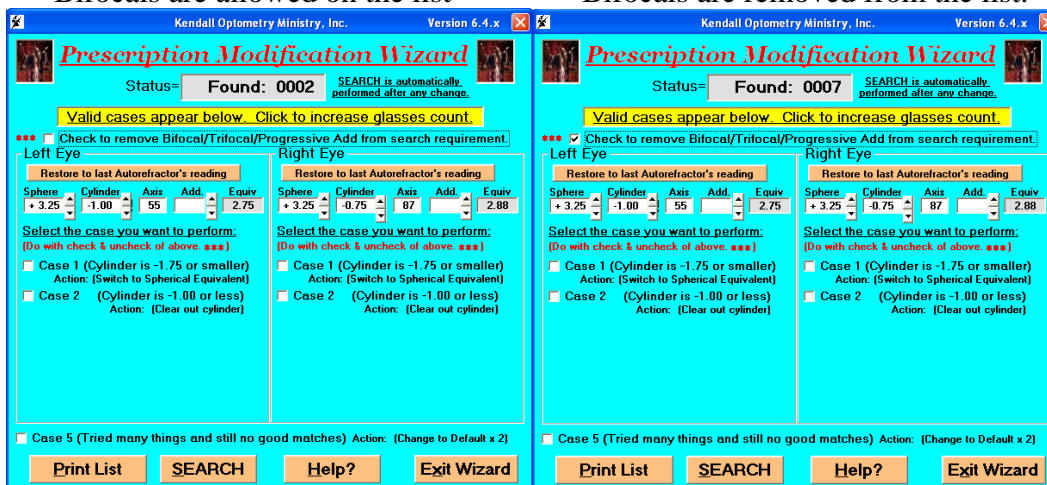 Bifocals are allowed on the list
Kendall Optometry Ministry, Inc. Version 6.4.x
Prescription Modification Wizard
Status= Found: 0002 SEARCH is automatically
performed after any change.
Valid cases appear below. Click to increase glasses count.
*** Check to remove Bifocal/Trifocal/Progressive Add from search requirement.
Left Eye
Restore to last Autorefractor's reading
Sphere Cylinder Axis Add. Equiv
+ 3.25 -1.00 55 2.75
Select the case you want to perform:
(Do with check & uncheck of above. ***)
Case 1 (Cylinder is -1.75 or smaller)
Action: (Switch to Spherical Equivalent)
Case 2 (Cylinder is -1.00 or less)
Action: (Clear out cylinder)
Right Eye
Restore to last Autorefractor's reading
Sphere Cylinder Axis Add. Equiv
+ 3.25 -0.75 87 2.88
Select the case you want to perform:
(Do with check & uncheck of above. ***)
Case 1 (Cylinder is -1.75 or smaller)
Action: (Switch to Spherical Equivalent)
Case 2 (Cylinder is -1.00 or less)
Action: (Clear out cylinder)
Case 5 (Tried many things and still no good matches) Action: (Change to Default x 2)
Print List SEARCH Help? Exit Wizard
Bifocals are removed from the list.
Kendall Optometry Ministry, Inc. Version 6.4.x
Prescription Modification Wizard
Status= Found: 0007 SEARCH is automatically
performed after any change.
Valid cases appear below. Click to increase glasses count.
*** Check to remove Bifocal/Trifocal/Progressive Add from search requirement.
Left Eye
Restore to last Autorefractor's reading
Sphere Cylinder Axis Add. Equiv
+ 3.25 -1.00 55 2.75
Select the case you want to perform:
(Do with check & uncheck of above. ***)
Case 1 (Cylinder is -1.75 or smaller)
Action: (Switch to Spherical Equivalent)
Case 2 (Cylinder is -1.00 or less)
Action: (Clear out cylinder)
Right Eye
Restore to last Autorefractor's reading
Sphere Cylinder Axis Add. Equiv
+ 3.25 -0.75 87 2.88
Select the case you want to perform:
(Do with check & uncheck of above. ***)
Case 1 (Cylinder is -1.75 or smaller)
Action: (Switch to Spherical Equivalent)
Case 2 (Cylinder is -1.00 or less)
Action: (Clear out cylinder)
Case 5 (Tried many things and still no good matches) Action: (Change to Default x 2)
Print List SEARCH Help? Exit Wizard